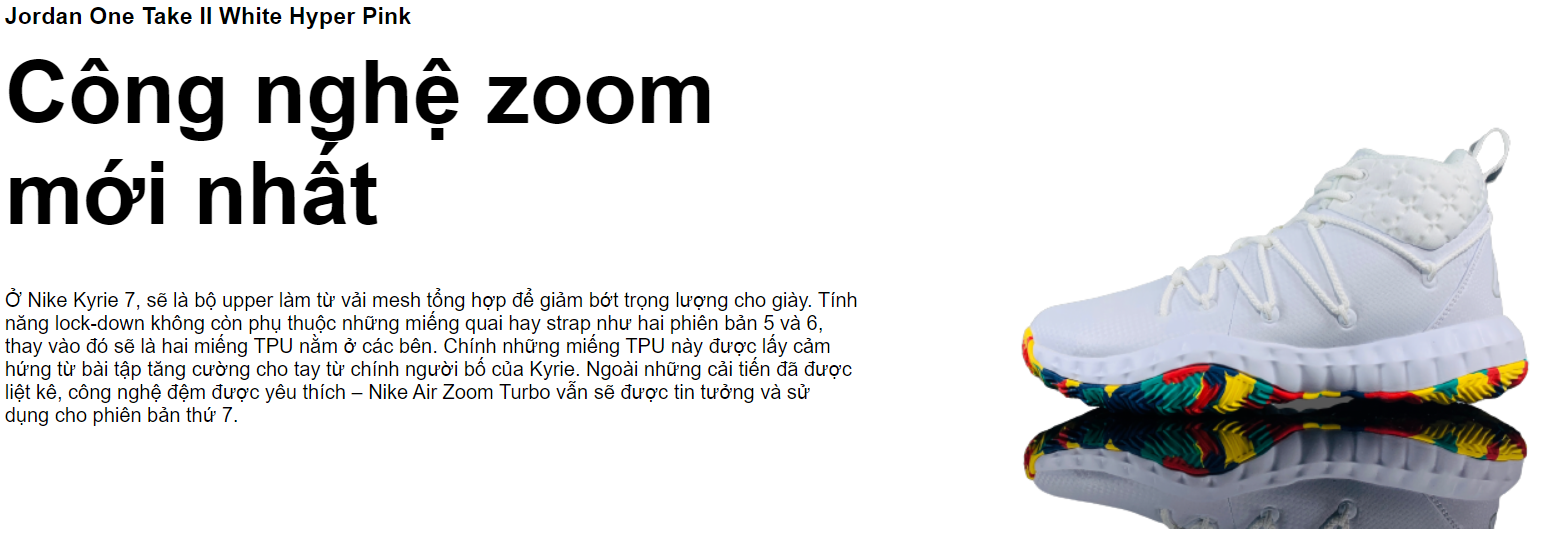 Jordan One Take II White Hyper Pink
Công nghệ zoom
mới nhất
Ở Nike Kyrie 7, sẽ là bộ upper làm từ vải mesh tổng hợp để giảm bớt trọng lượng cho giày. Tính
năng lock-down không còn phụ thuộc những miếng quai hay strap như hai phiên bản 5 và 6,
thay vào đó sẽ là hai miếng TPU nằm ở các bên. Chính những miếng TPU này được lấy cảm
hứng từ bài tập tăng cường cho tay từ chính người bố của Kyrie. Ngoài những cải tiến đã được
liệt kê, công nghệ đệm được yêu thích – Nike Air Zoom Turbo vẫn sẽ được tin tưởng và sử
dụng cho phiên bản thứ 7.